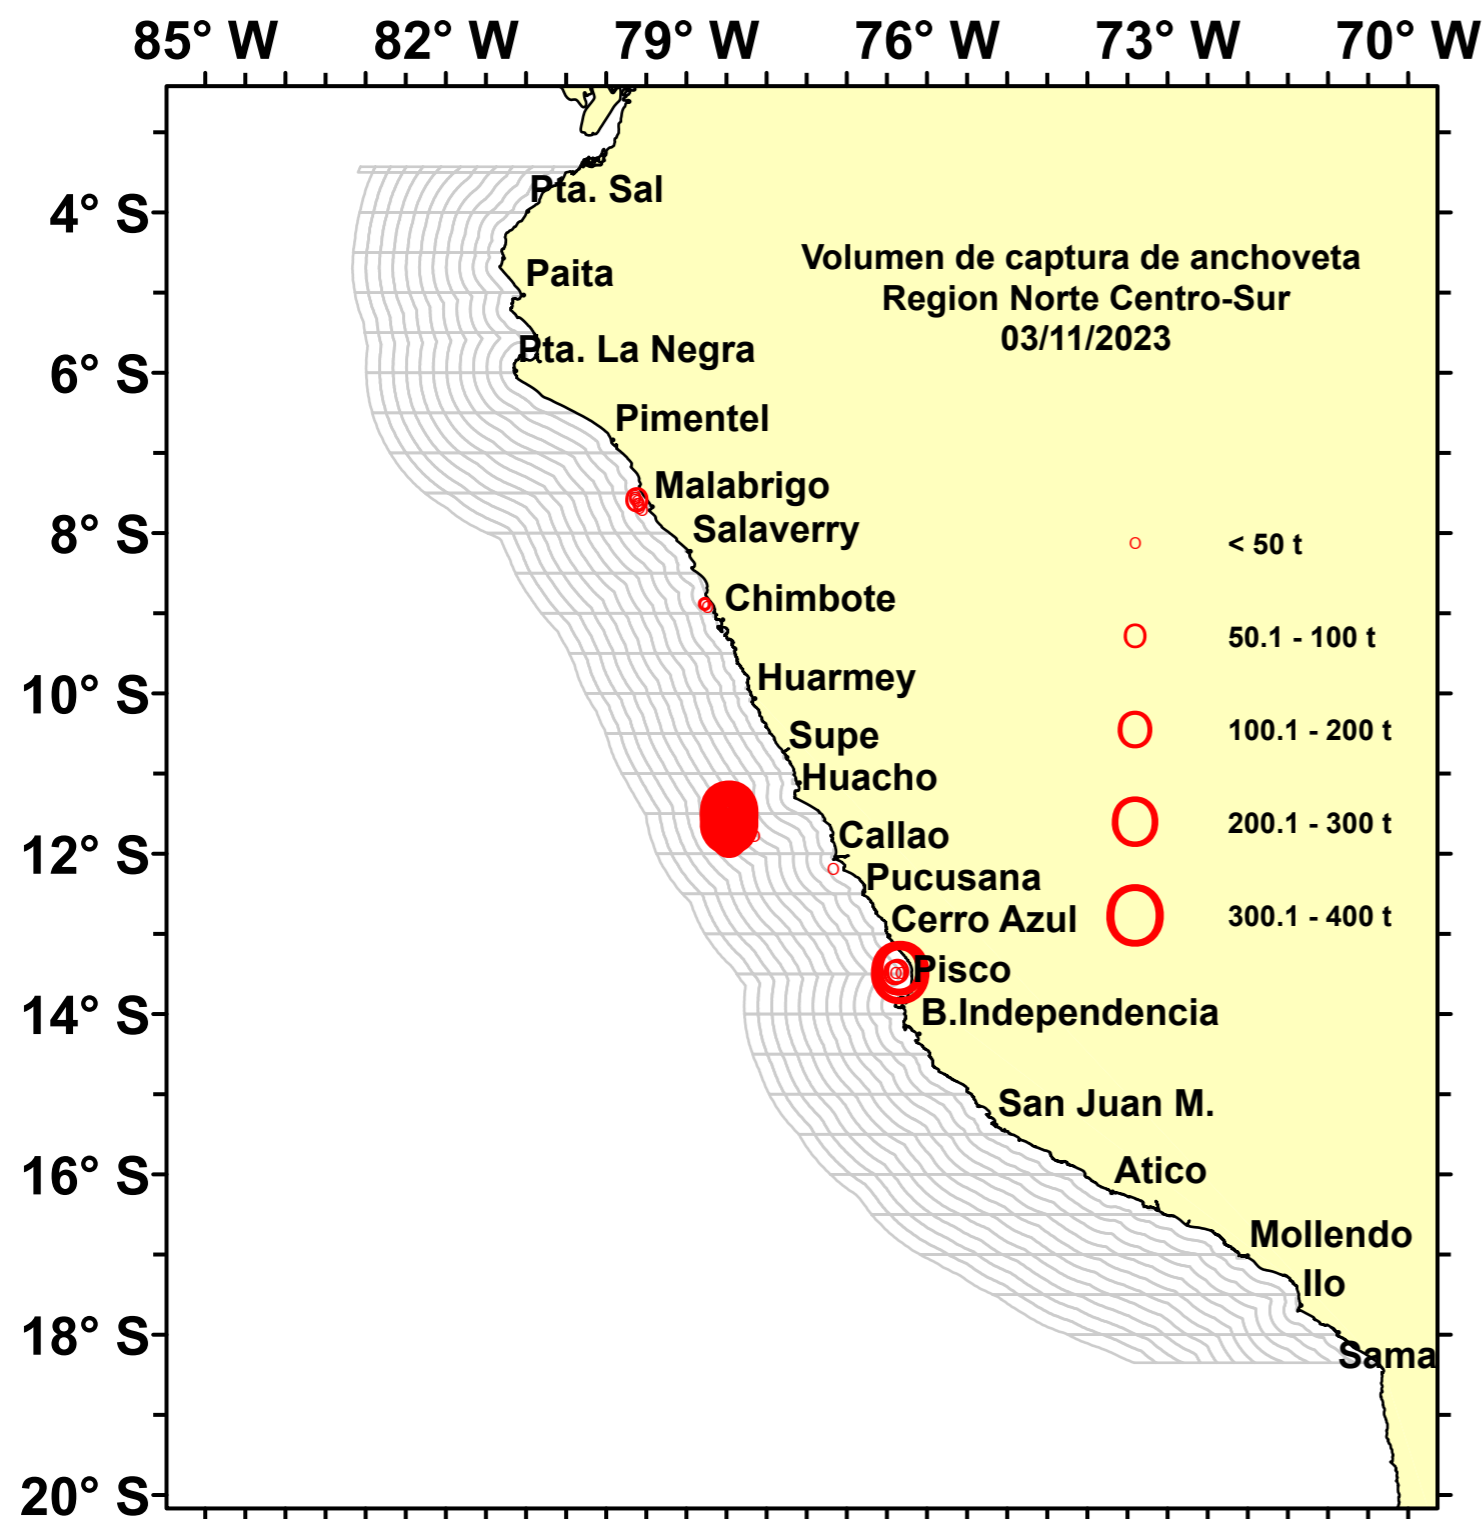 85° W
82° W
79° W
76° W
73° W
70° W
4° S
6° S
8° S
10° S
12° S
14° S
16° S
18° S
20° S
Volumen de captura de anchoveta
Region Norte Centro-Sur
03/11/2023
Pta. Sal
Paita
Pta. La Negra
Pimentel
Malabrigo
Salaverry
Chimbote
Huarmey
Supe
Huacho
Callao
Pucusana
Cerro Azul
Pisco
B.Independencia
San Juan M.
Atico
Mollendo
Ilo
Sama
< 50 t
50.1 - 100 t
100.1 - 200 t
200.1 - 300 t
300.1 - 400 t